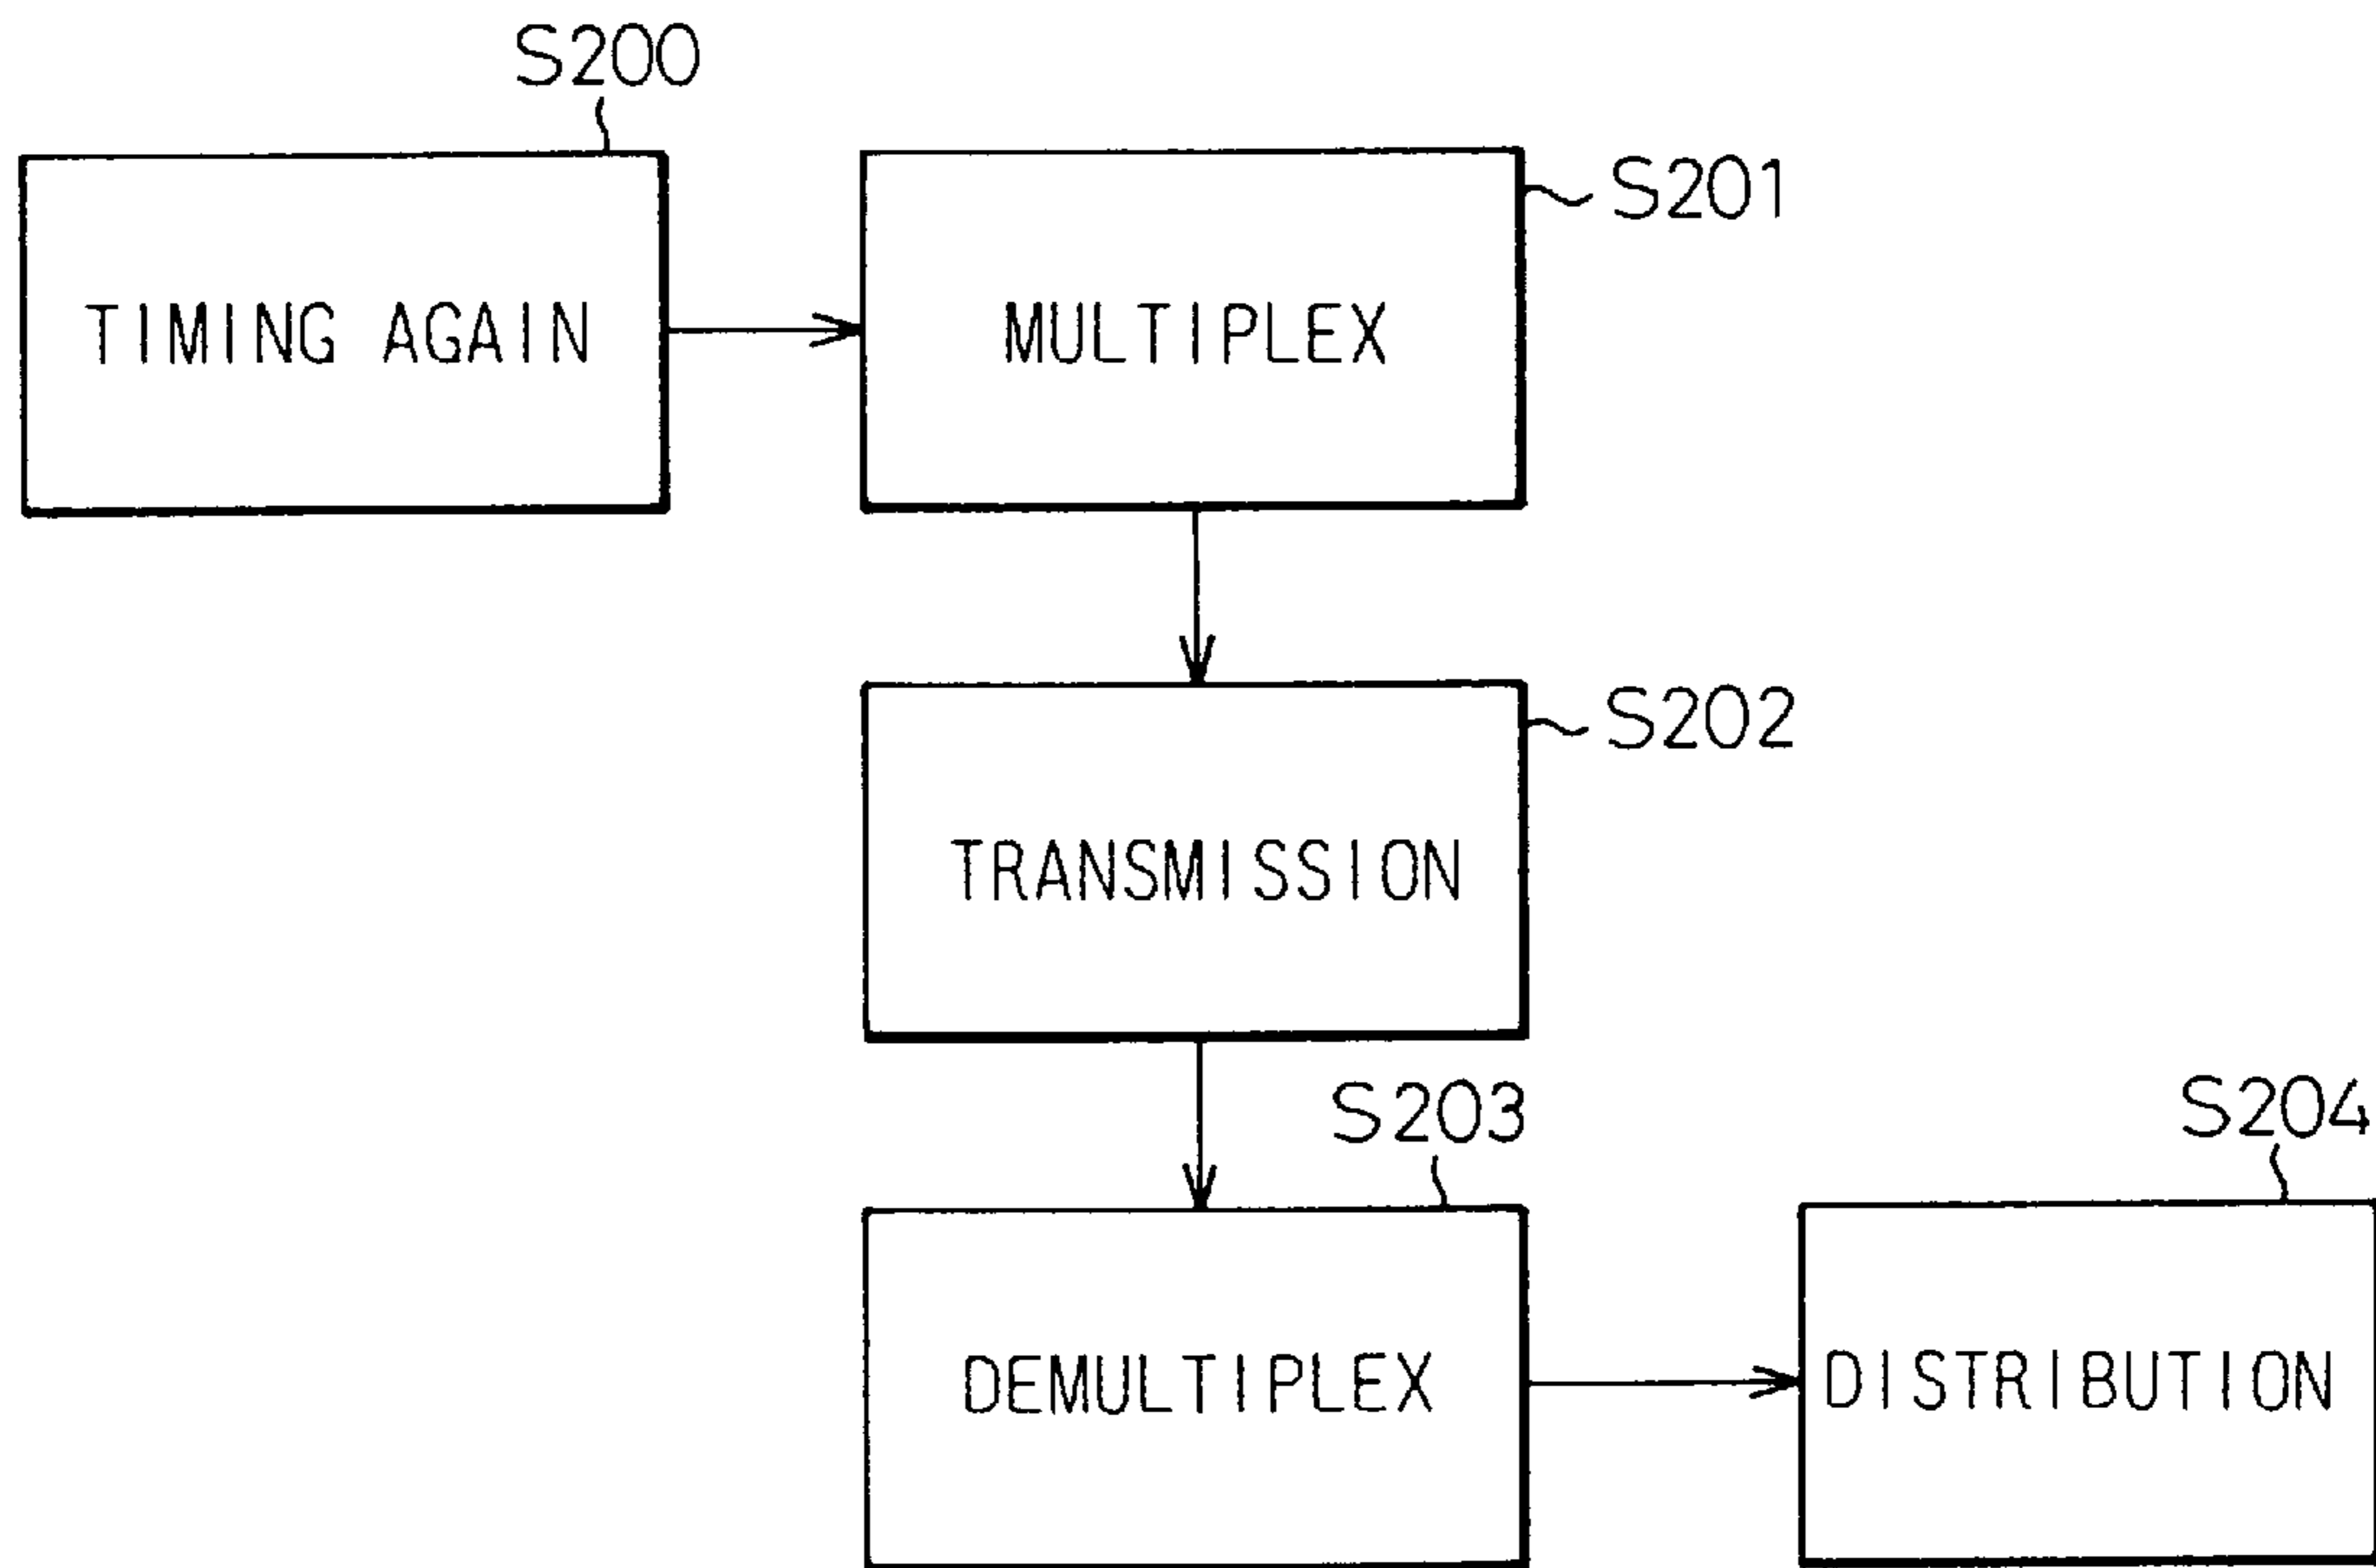 S200
S201
TIMING AGAIN
MULTIPLEX
S202
TRANSMISSION
S203
S204
DEMULTIPLEX
DISTRIBUTION